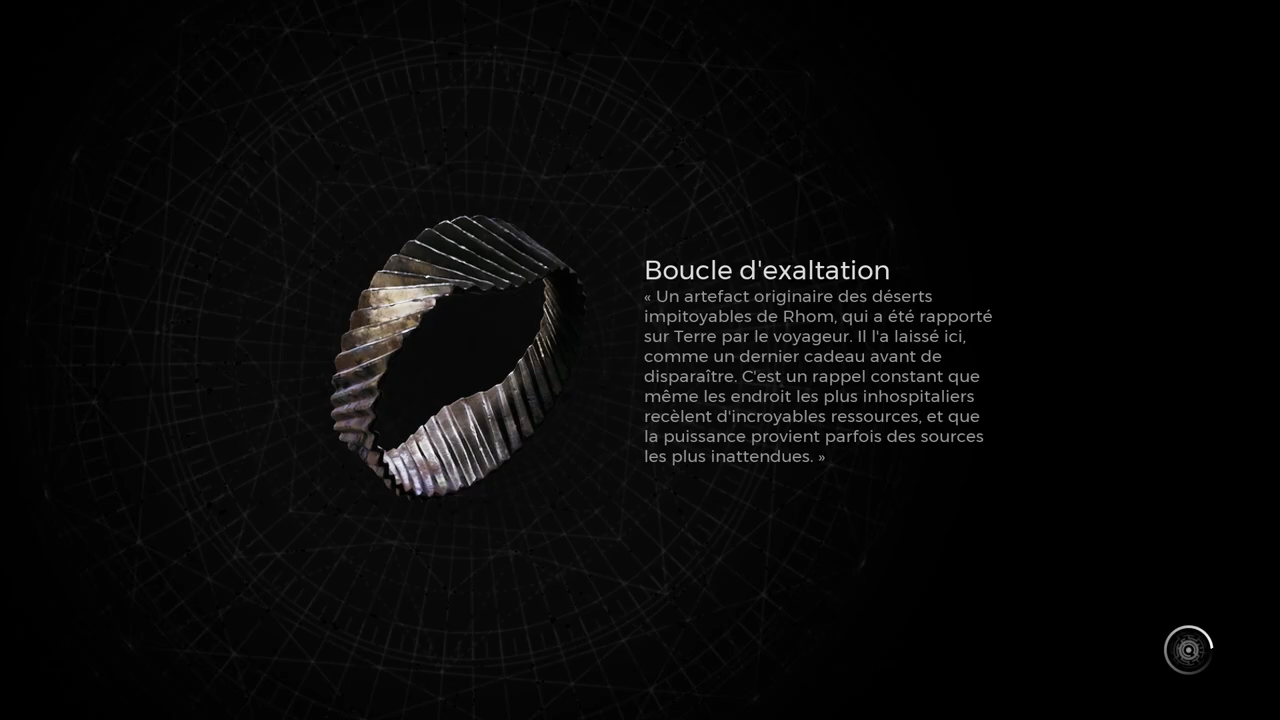 Boucle d'exaltation
« Un artefact originaire des déserts
impitoyables de Rhom, qui a été rapporté
sur Terre par le voyageur. Il l'a laissé ici,
comme un dernier cadeau avant de
disparaître. C'est un rappel constant que
même les endroit les plus inhospitaliers
recèlent d'incroyables ressources, et que
la puissance provient parfois des sources
les plus inattendues. »